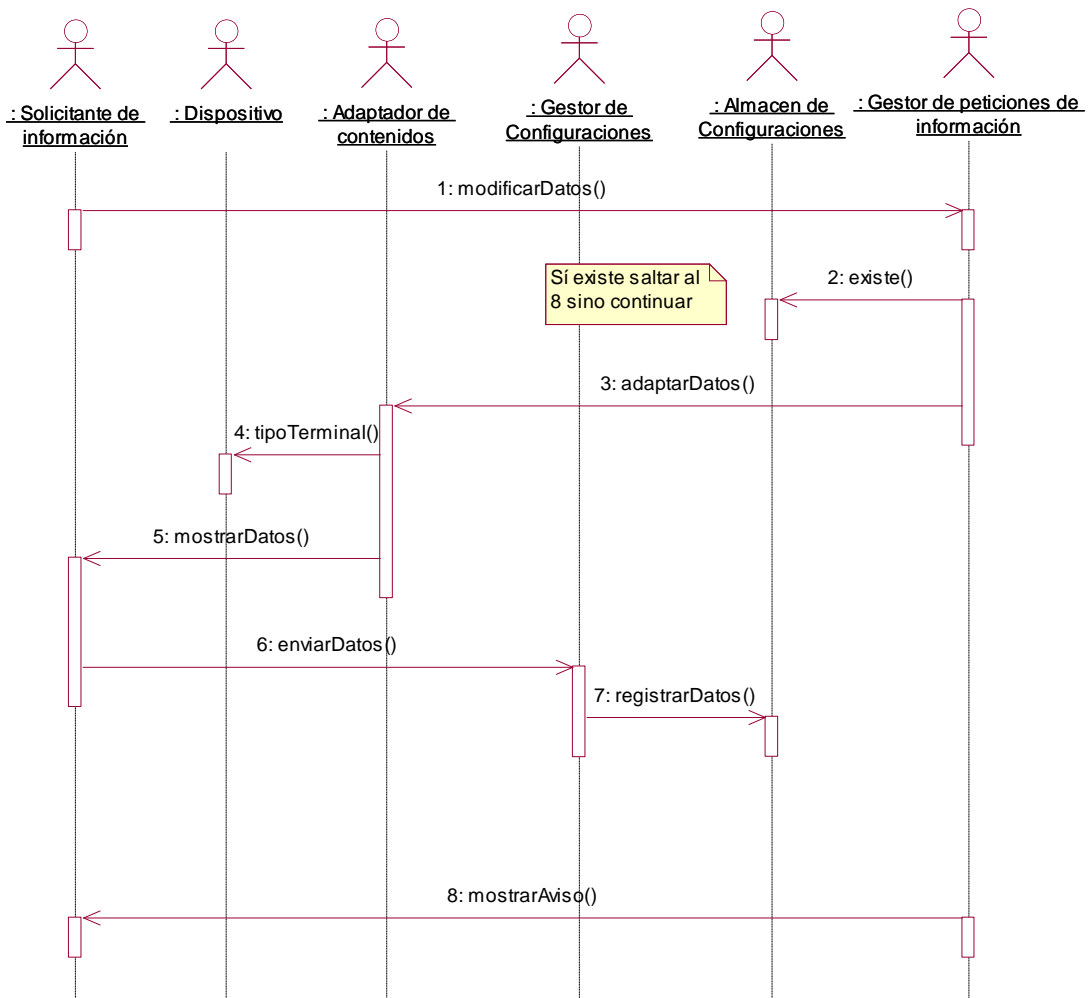 : Solicitante de
información
: Dispositivo
: Adaptador de
contenidos
: Gestor de
Configuraciones
: Almacen de
Configuraciones
: Gestor de peticiones de
información
1: modificarDatos()
Sí existe saltar al
8 sino continuar
2: existe()
3: adaptarDatos()
4: tipoTerminal()
5: mostrarDatos()
6: enviarDatos()
7: registrarDatos()
8: mostrarAviso()